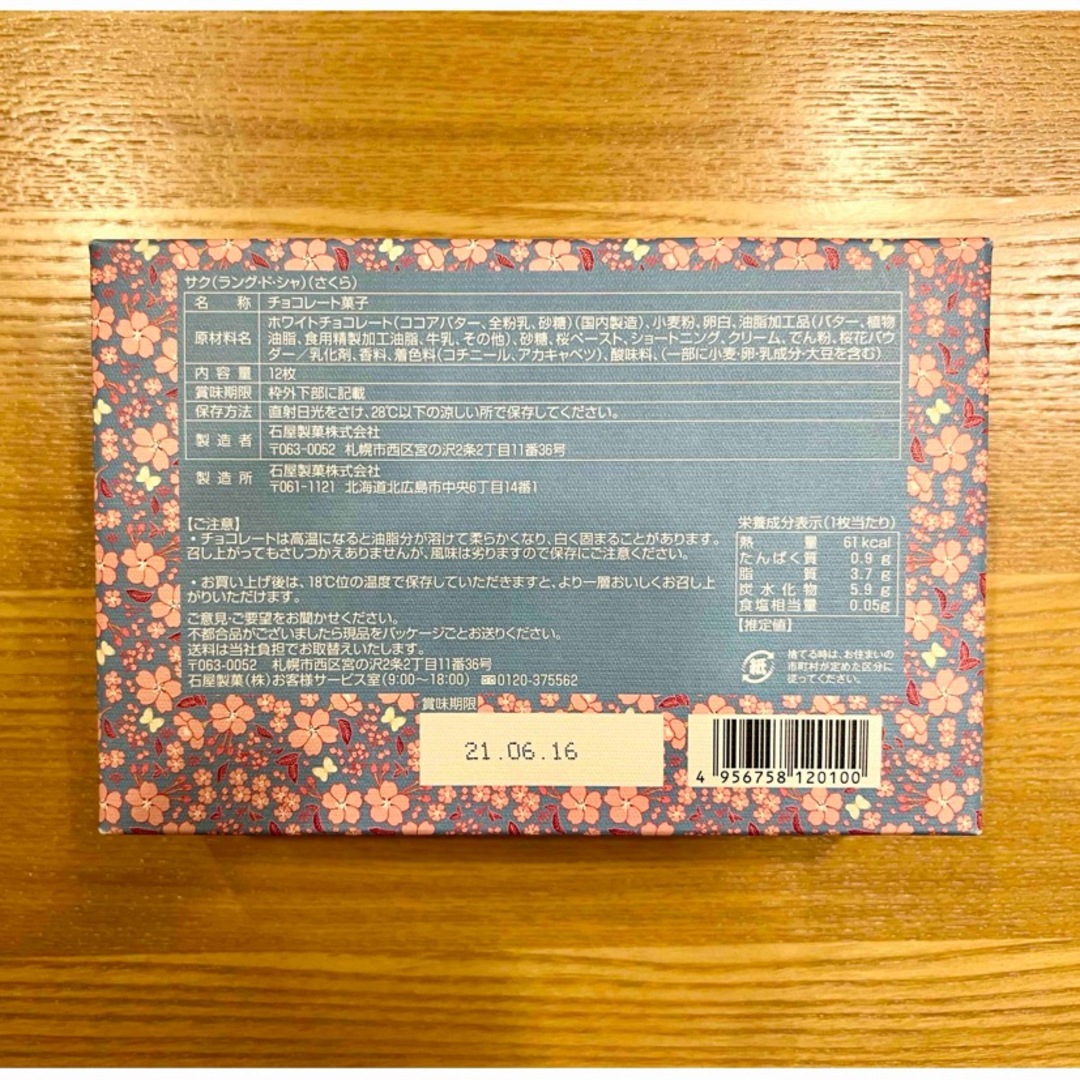 サク(ラング・ド・シャ)(さくら)
名 称 チョコレート菓子
原材料名 ホワイトチョコレート(ココアバター、全粉乳、砂糖)(国内製造)、小麦粉、卵白、油脂加工品(バター、植物
油脂、食用精製加工油脂、牛乳、その他)、砂糖、桜ペースト、ショートニング、クリーム、でん粉、桜花パウ
ダー/乳化剤、香料、着色料(コチニール、アカキャベツ)、酸味料、(一部に小麦・卵・乳成分・大豆を含む)
内 容 量 12枚
賞味期限 枠外下部に記載
保存方法 直射日光をさけ、28℃以下の涼しい所で保存してください。
製 造 者 石屋製菓株式会社
〒063-0052 札幌市西区宮の沢2条2丁目11番36号
製 造 所 石屋製菓株式会社
〒061-1121 北海道北広島市中央6丁目14番1
【ご注意】
・チョコレートは高温になると油脂分が溶けて柔らかくなり、白く固まることがあります。
召し上がってもさしつかえありませんが、風味は劣りますので保存にご注意ください。
・お買い上げ後は、18℃位の温度で保存していただきますと、より一層おいしくお召し上
がりいただけます。
ご意見・ご要望をお聞かせください。
不都合品がございましたら現品をパッケージごとお送りください。
送料は当社負担でお取替えいたします。
〒063-0052 札幌市西区宮の沢2条2丁目11番36号
石屋製菓(株)お客様サービス室(9:00〜18:00) 0120-375562
栄養成分表示(1枚当たり)
熱 量 61kcal
たんぱく質 0.9g
脂 質 3.7g
炭水化物 5.9g
食塩相当量 0.05g
【推定値】
紙
捨てる時は、お住まいの
市町村が定めた区分に
従ってください。
賞味期限
21.06.16
4 956758 120100